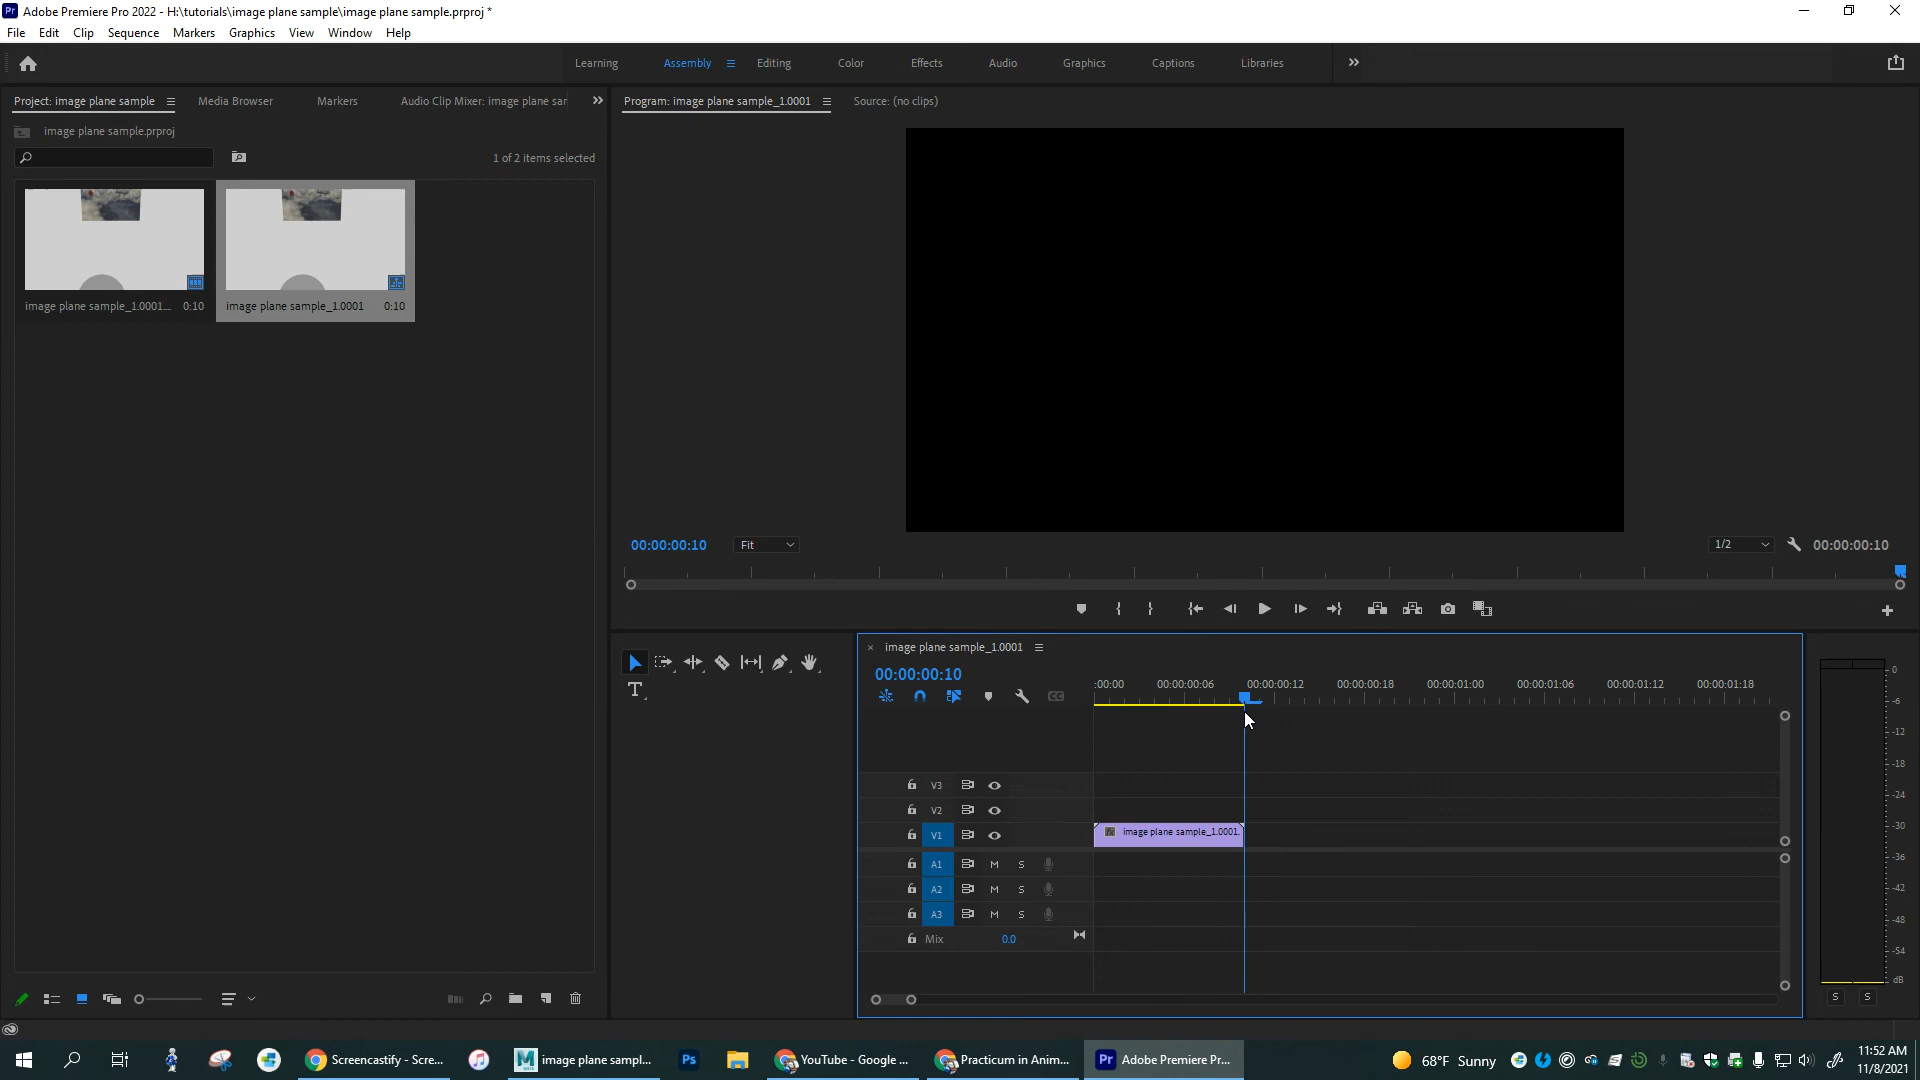 Pr Adobe Premiere Pro 2022 - H:\tutorials\image plane sample\image plane sample.prproj *
File Edit Clip Sequence Markers Graphics View Window Help
Learning Assembly Editing Color Effects Audio Graphics Captions Libraries
Project: image plane sample Media Browser Markers Audio Clip Mixer: image plane sar
Program: image plane sample_1.0001 Source: (no clips)
image plane sample.prproj
1 of 2 items selected
image plane sample_1.0001... 0:10
image plane sample_1.0001 0:10
00:00:00:10 Fit 1/2 00:00:00:10
image plane sample_1.0001
00:00:00:10
:00:00 00:00:00:06 00:00:00:12 00:00:00:18 00:00:01:00 00:00:01:06 00:00:01:12 00:00:01:18
V3
V2
V1 fx image plane sample_1.0001.
A1 M S
A2 M S
A3 M S
Mix 0.0
0
-6
-12
-18
-24
-30
-36
-42
-48
-54
dB
S S
T
Screencastify - Scre...
M image plane sampl...
Ps
YouTube - Google ...
Practicum in Anim...
Pr Adobe Premiere Pr...
68°F Sunny
11:52 AM
11/8/2021